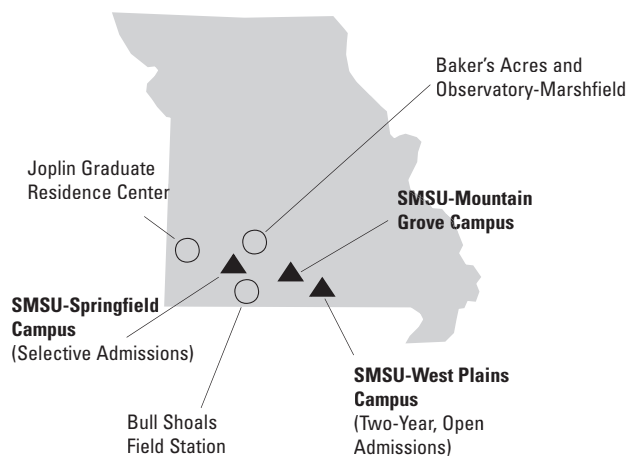 Baker’s Acres and
Observatory-Marshfield
Joplin Graduate
Residence Center
SMSU-Mountain
Grove Campus
SMSU-Springfield
Campus
(Selective Admissions)
SMSU-West Plains
Campus
(Two-Year, Open
Admissions)
Bull Shoals
Field Station